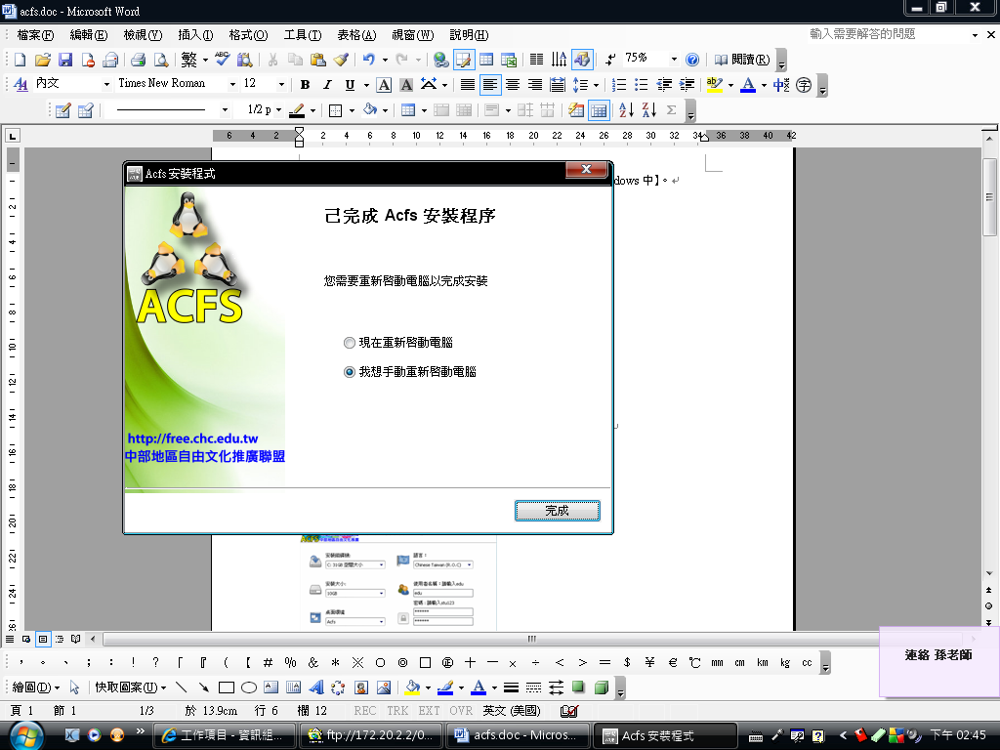 acfs.doc - Microsoft Word
檔案(F) 編輯(E) 檢視(V) 插入(I) 格式(O) 工具(T) 表格(A) 視窗(W) 說明(H) 輸入需要解答的問題
繁 75% 閱讀(R)
內文 Times New Roman 12 B I U A A
1/2 p
6 4 2 2 4 6 8 10 12 14 16 18 20 22 24 26 28 30 32 34 36 38 40 42
dows 中】。
Acfs 安裝程式
已完成 Acfs 安裝程序
您需要重新啓動電腦以完成安裝
現在重新啓動電腦
我想手動重新啓動電腦
ACFS
http://free.chc.edu.tw
中部地區自由文化推廣聯盟
完成
ACFS
安裝磁碟機: 語言:
C: 31GB 空間大小 Chinese Taiwan (R.O.C)
安裝大小: 使用者名稱:請輸入edu
10GB edu
密碼:請輸入stu123
桌面環境 ******
Acfs ******
連絡 孫老師
, 。 、 ; : ! ? 「 『 ( 【 # % & * ※ ○ ◎ □ ㊣ + - × ÷ < > = $ ¥ € ℃ mm cm km kg cc
繪圖(D) 快取圖案(U)
頁 1 節 1 1/3 於 13.9cm 行 6 欄 12 REC TRK EXT OVR 英文 (美國)
工作項目 - 資訊組... ftp://172.20.2.2/0... acfs.doc - Micros... Acfs 安裝程式 下午 02:45